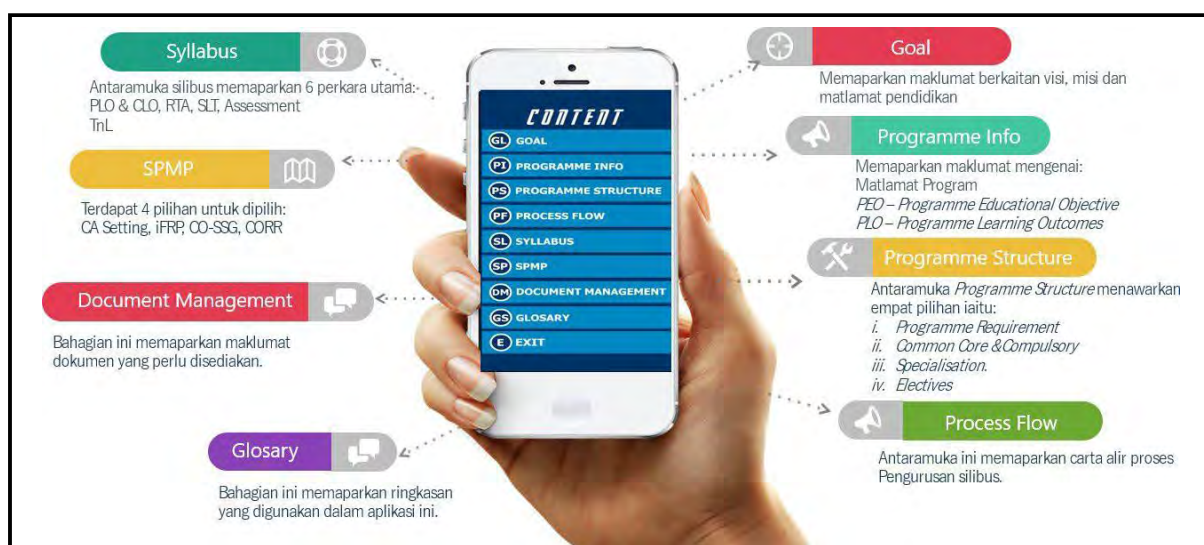 Syllabus
Antaramuka silibus memaparkan 6 perkara utama:
PLO & CLO, RTA, SLT, Assessment
TnL
SPMP
Terdapat 4 pilihan untuk dipilih:
CA Setting, iFRP, CO-SSG, CORR
Document Management
Bahagian ini memaparkan maklumat
dokumen yang perlu disediakan.
Glosary
Bahagian ini memaparkan ringkasan
yang digunakan dalam aplikasi ini.
CONTENT
GL GOAL
PI PROGRAMME INFO
PS PROGRAMME STRUCTURE
PF PROCESS FLOW
SL SYLLABUS
SP SPMP
DM DOCUMENT MANAGEMENT
GS GLOSARY
E EXIT
Goal
Memaparkan maklumat berkaitan visi, misi dan
matlamat pendidikan
Programme Info
Memaparkan maklumat mengenai:
Matlamat Program
PEO – Programme Educational Objective
PLO – Programme Learning Outcomes
Programme Structure
Antaramuka Programme Structure menawarkan
empat pilihan iaitu:
i. Programme Requirement
ii. Common Core &Compulsory
iii. Specialisation.
iv. Electives
Process Flow
Antaramuka ini memaparkan carta alir proses
Pengurusan silibus.